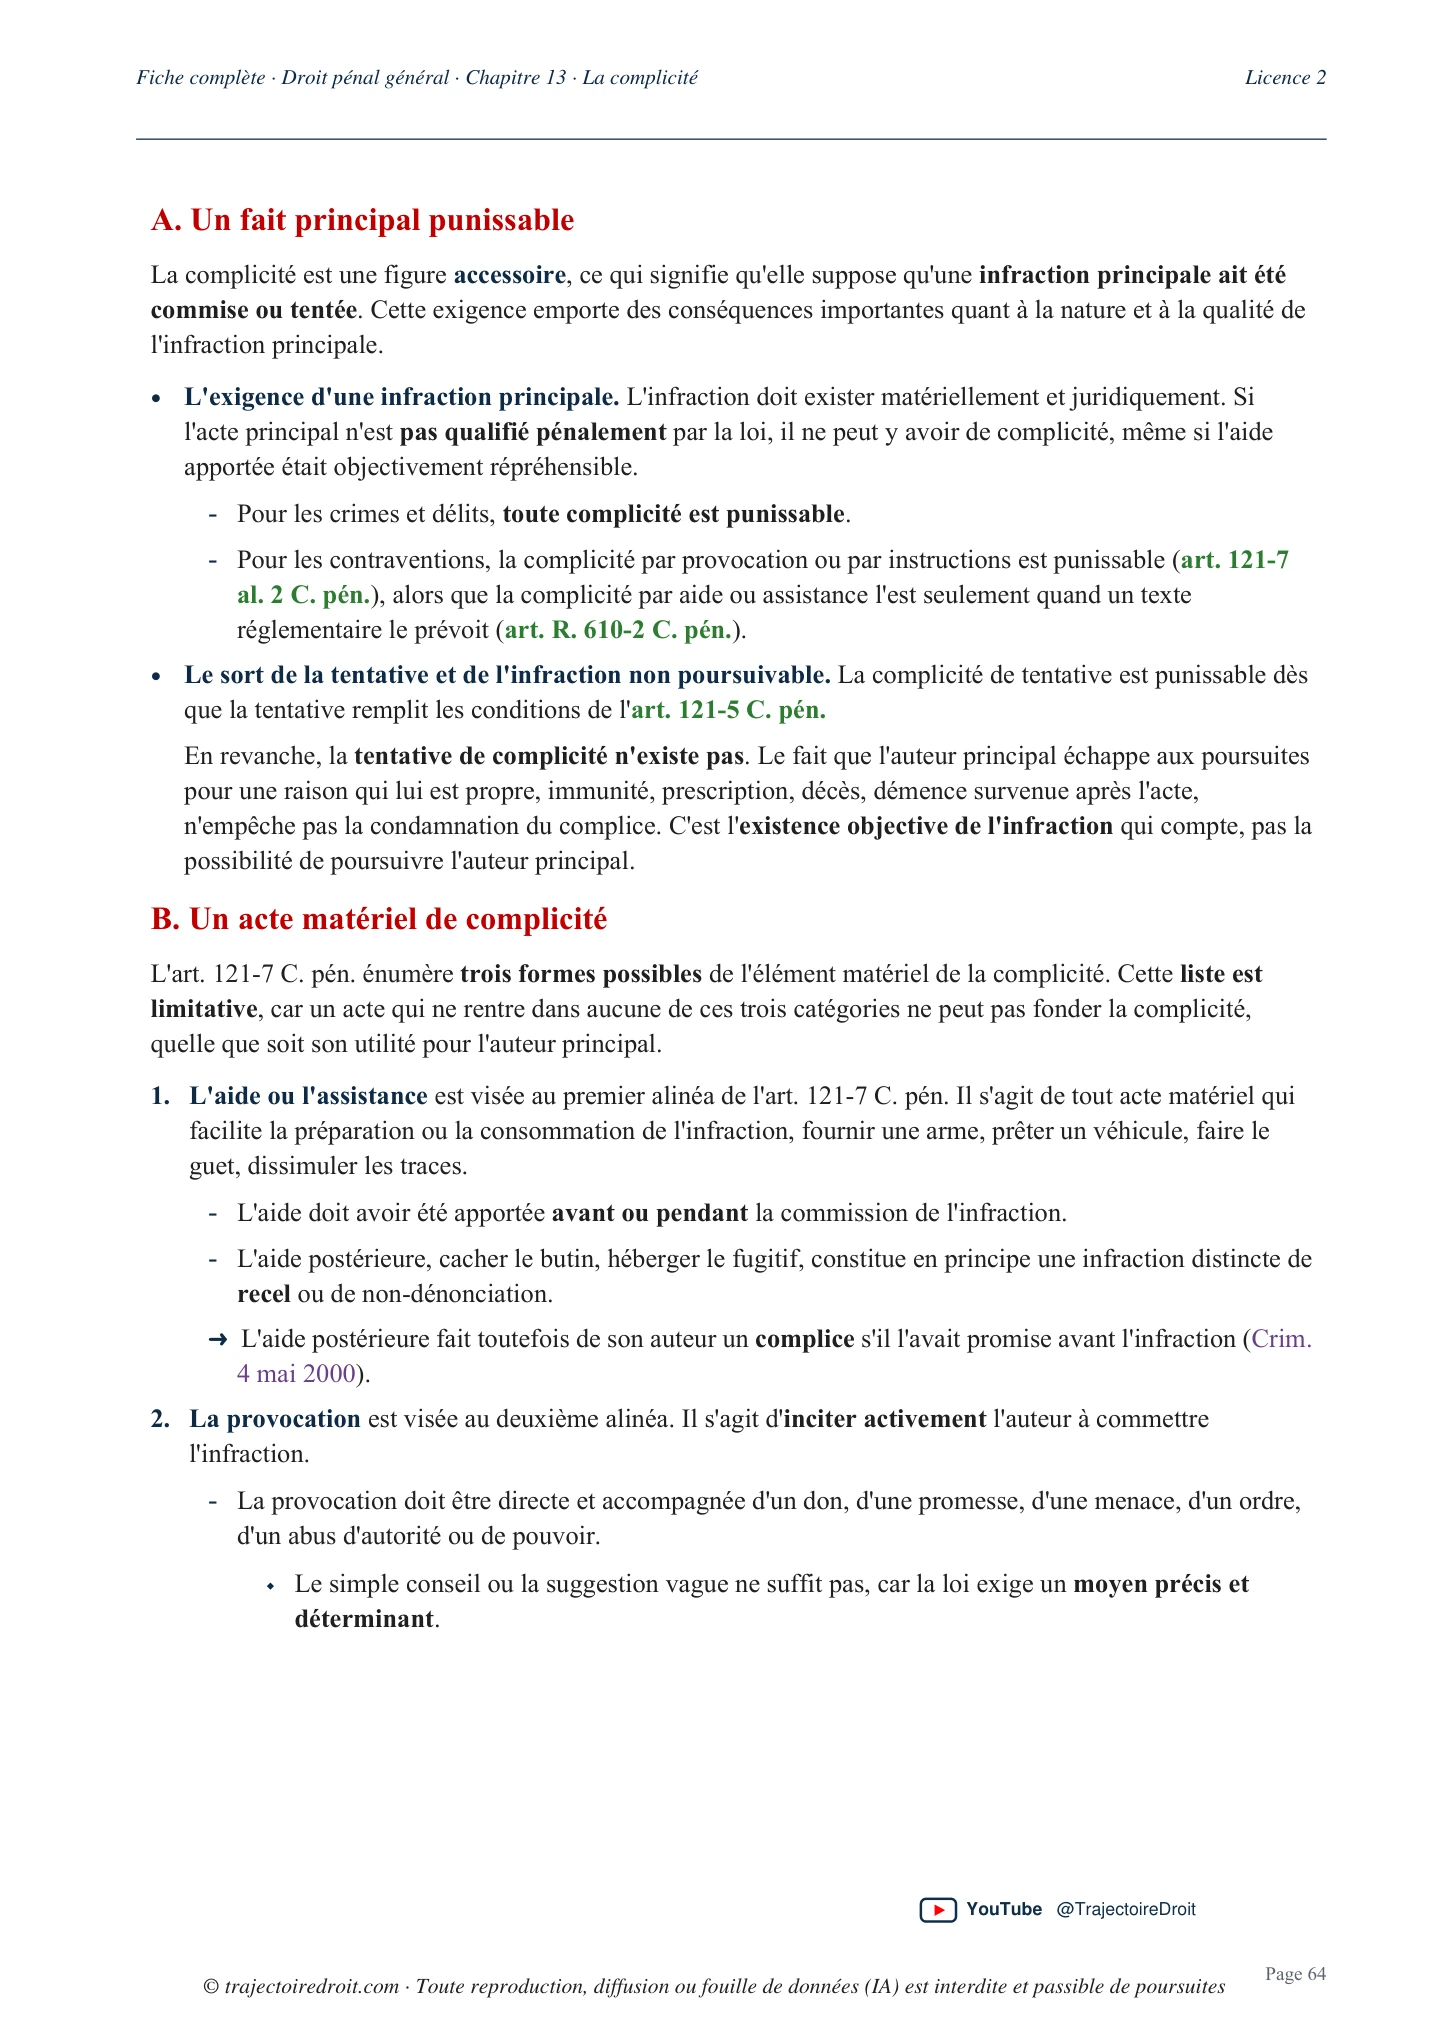 Fiche complète · Droit pénal général · Chapitre 13 · La complicité
Licence 2
A. Un fait principal punissable
La complicité est une figure accessoire, ce qui signifie qu'elle suppose qu'une infraction principale ait été
commise ou tentée. Cette exigence emporte des conséquences importantes quant à la nature et à la qualité de
l'infraction principale.
• L'exigence d'une infraction principale. L'infraction doit exister matériellement et juridiquement. Si
l'acte principal n'est pas qualifié pénalement par la loi, il ne peut y avoir de complicité, même si l'aide
apportée était objectivement répréhensible.
- Pour les crimes et délits, toute complicité est punissable.
- Pour les contraventions, la complicité par provocation ou par instructions est punissable (art. 121-7
al. 2 C. pén.), alors que la complicité par aide ou assistance l'est seulement quand un texte
réglementaire le prévoit (art. R. 610-2 C. pén.).
• Le sort de la tentative et de l'infraction non poursuivable. La complicité de tentative est punissable dès
que la tentative remplit les conditions de l'art. 121-5 C. pén.
En revanche, la tentative de complicité n'existe pas. Le fait que l'auteur principal échappe aux poursuites
pour une raison qui lui est propre, immunité, prescription, décès, démence survenue après l'acte,
n'empêche pas la condamnation du complice. C'est l'existence objective de l'infraction qui compte, pas la
possibilité de poursuivre l'auteur principal.
B. Un acte matériel de complicité
L'art. 121-7 C. pén. énumère trois formes possibles de l'élément matériel de la complicité. Cette liste est
limitative, car un acte qui ne rentre dans aucune de ces trois catégories ne peut pas fonder la complicité,
quelle que soit son utilité pour l'auteur principal.
1. L'aide ou l'assistance est visée au premier alinéa de l'art. 121-7 C. pén. Il s'agit de tout acte matériel qui
facilite la préparation ou la consommation de l'infraction, fournir une arme, prêter un véhicule, faire le
guet, dissimuler les traces.
- L'aide doit avoir été apportée avant ou pendant la commission de l'infraction.
- L'aide postérieure, cacher le butin, héberger le fugitif, constitue en principe une infraction distincte de
recel ou de non-dénonciation.
➜ L'aide postérieure fait toutefois de son auteur un complice s'il l'avait promise avant l'infraction (Crim.
4 mai 2000).
2. La provocation est visée au deuxième alinéa. Il s'agit d'inciter activement l'auteur à commettre
l'infraction.
- La provocation doit être directe et accompagnée d'un don, d'une promesse, d'une menace, d'un ordre,
d'un abus d'autorité ou de pouvoir.
⬩ Le simple conseil ou la suggestion vague ne suffit pas, car la loi exige un moyen précis et
déterminant.
YouTube @TrajectoireDroit
© trajectoiredroit.com · Toute reproduction, diffusion ou fouille de données (IA) est interdite et passible de poursuites
Page 64